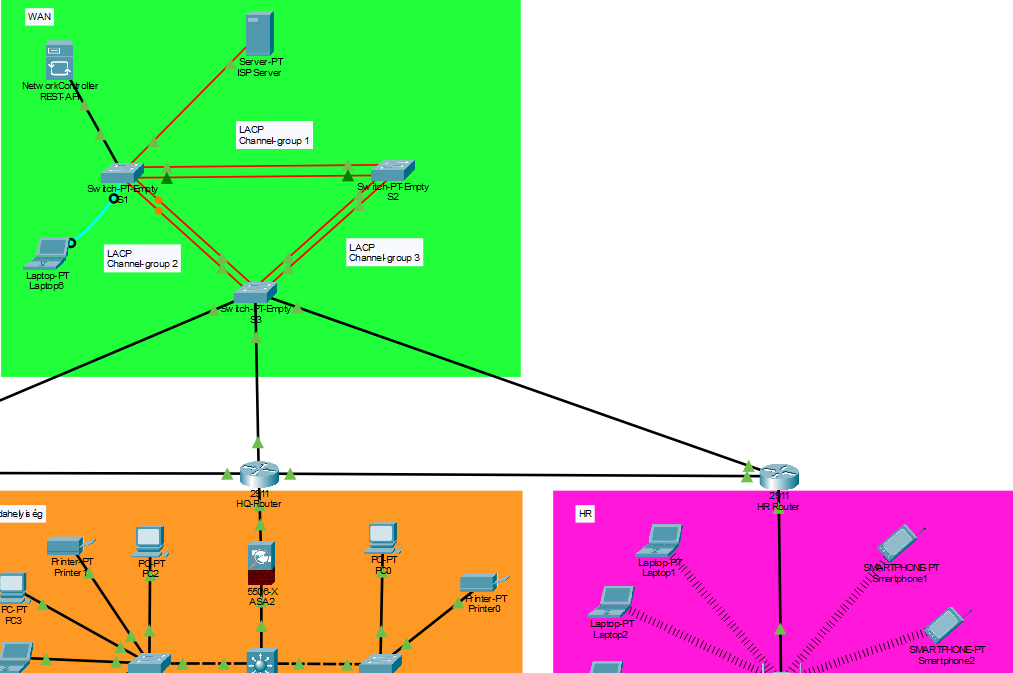 WAN
Server-PT
ISP Server
NetworkController
REST-API
LACP
Channel-group 1
Switch-PT-Empty
S1
Switch-PT-Empty
S2
LACP
Channel-group 2
LACP
Channel-group 3
Laptop-PT
Laptop6
Switch-PT-Empty
S3
2911
HQ-Router
2911
HR Router
dahelyiség
HR
Printer-PT
Printer1
PC-PT
PC2
PC-PT
PC0
Laptop-PT
Laptop1
SMARTPHONE-PT
Smartphone1
5506-X
ASA2
Printer-PT
Printer0
PC-PT
PC3
Laptop-PT
Laptop2
SMARTPHONE-PT
Smartphone2